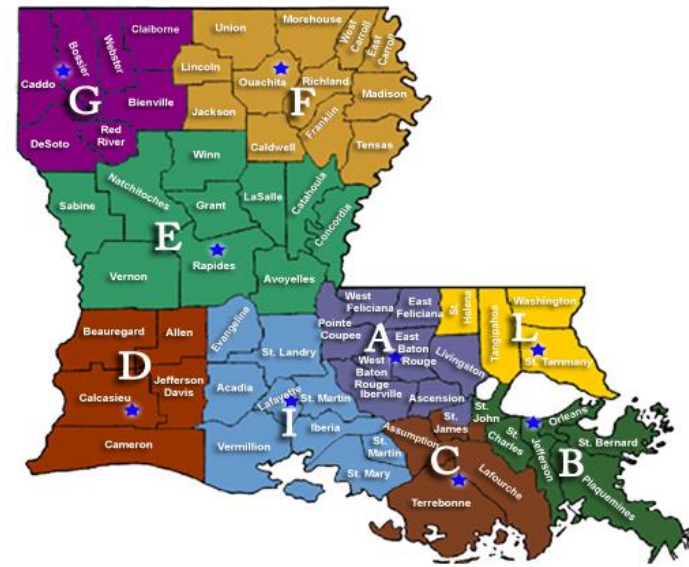 Claiborne
Webster
Bossier
Caddo
G
Bienville
DeSoto
Red
River
Union
Morehouse
West
Carroll
East
Carroll
Lincoln
Ouachita
Richland
Madison
F
Jackson
Franklin
Caldwell
Tensas
Winn
Natchitoches
Sabine
Grant
LaSalle
Catahoula
Concordia
E
Rapides
Vernon
Avoyelles
Beauregard
Allen
D
Calcasieu
Jefferson
Davis
Cameron
Evangeline
St. Landry
Acadia
Lafayette
St. Martin
I
Iberia
Vermillion
St.
Martin
St. Mary
West
Feliciana
East
Feliciana
Pointe
Coupee
A
East
Baton
Rouge
West
Baton
Rouge
Livingston
Iberville
Ascension
St.
Helena
Tangipahoa
Washington
L
St. Tammany
St.
James
Assumption
C
Lafourche
Terrebonne
St.
John
St.
Charles
Jefferson
Orleans
St. Bernard
B
Plaquemines